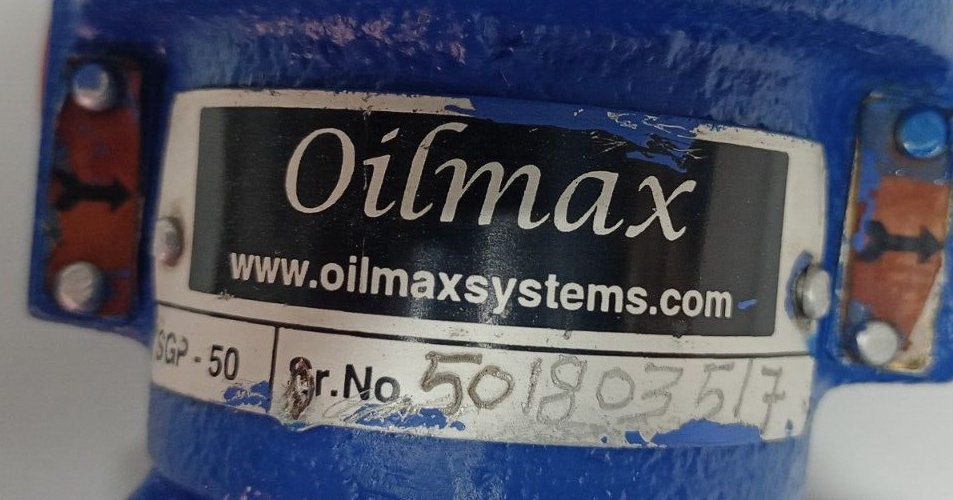 Oilmax
www.oilmaxsystems.com
SGP - 50
Sr.No. 501803517